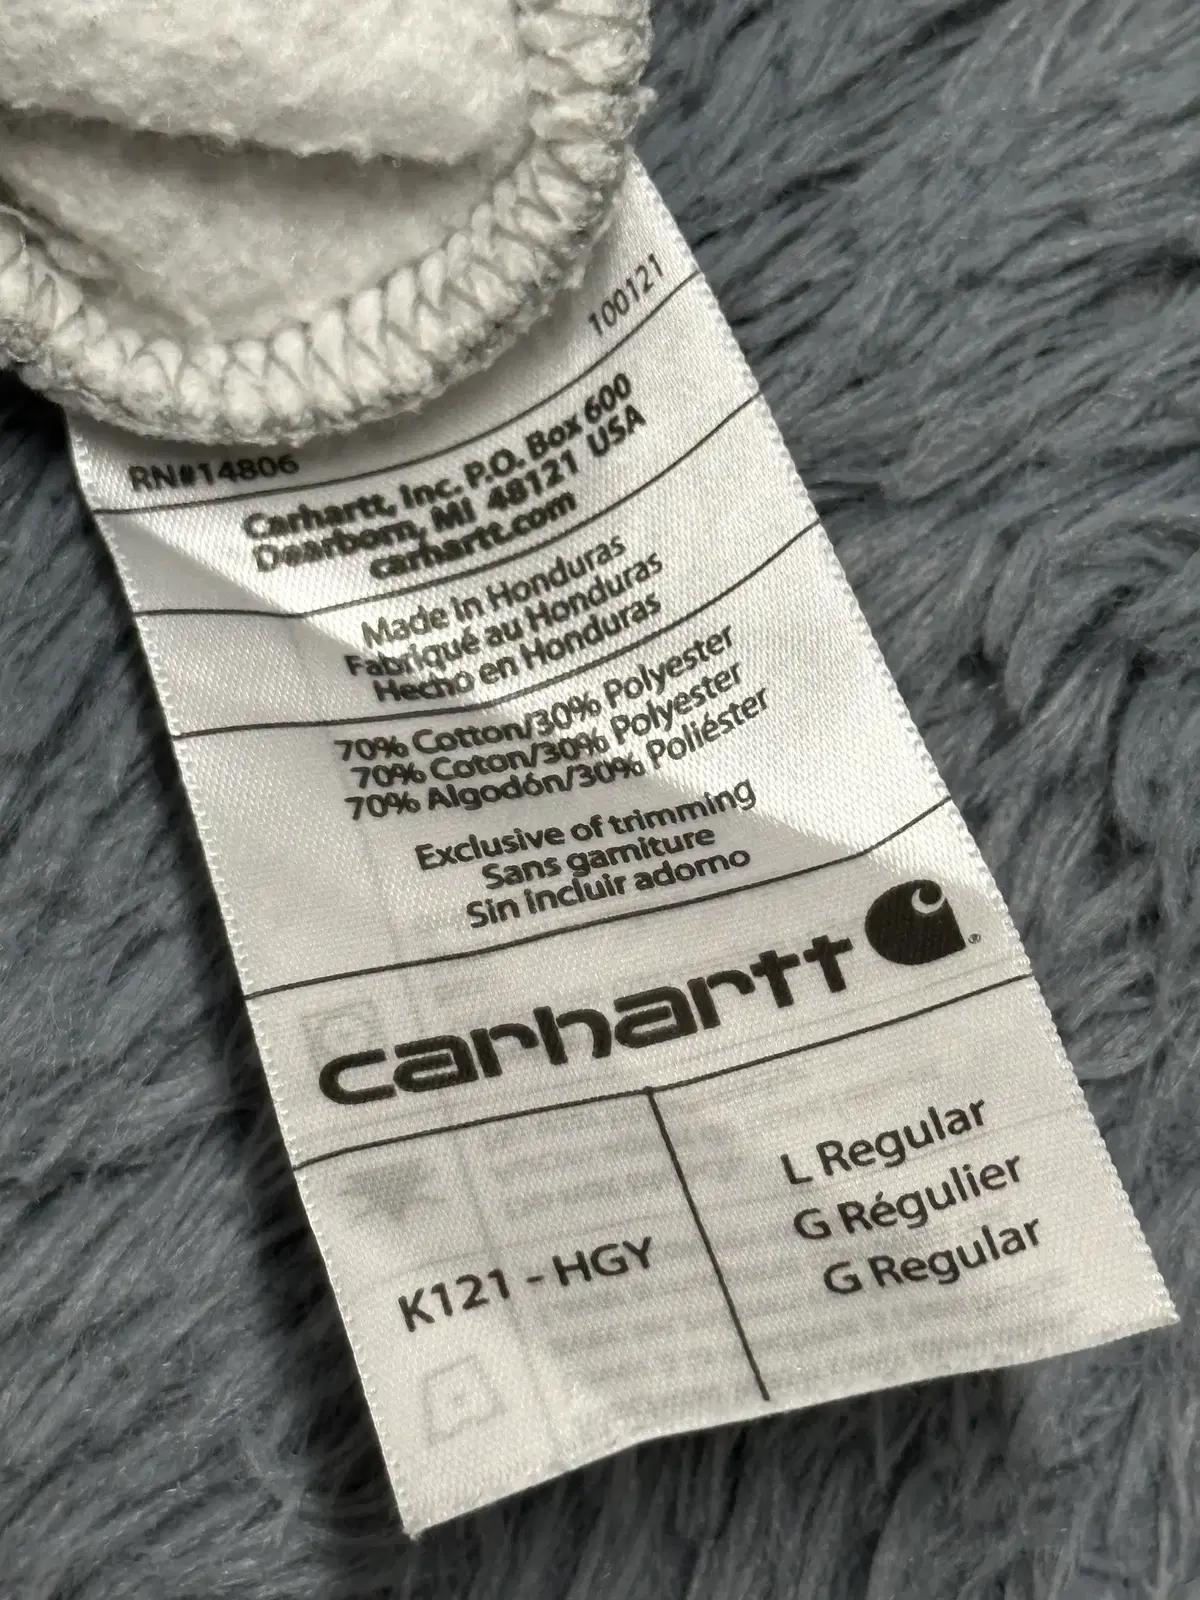 100121
RN#14806
Carhartt, Inc. P.O. Box 600
Dearborn, MI 48121 USA
carhartt.com
Made in Honduras
Fabriqué au Honduras
Hecho en Honduras
70% Cotton/30% Polyester
70% Coton/30% Polyester
70% Algodón/30% Poliéster
Exclusive of trimming
Sans garniture
Sin incluir adorno
carhartt ®
K121 - HGY
L Regular
G Régulier
G Regular